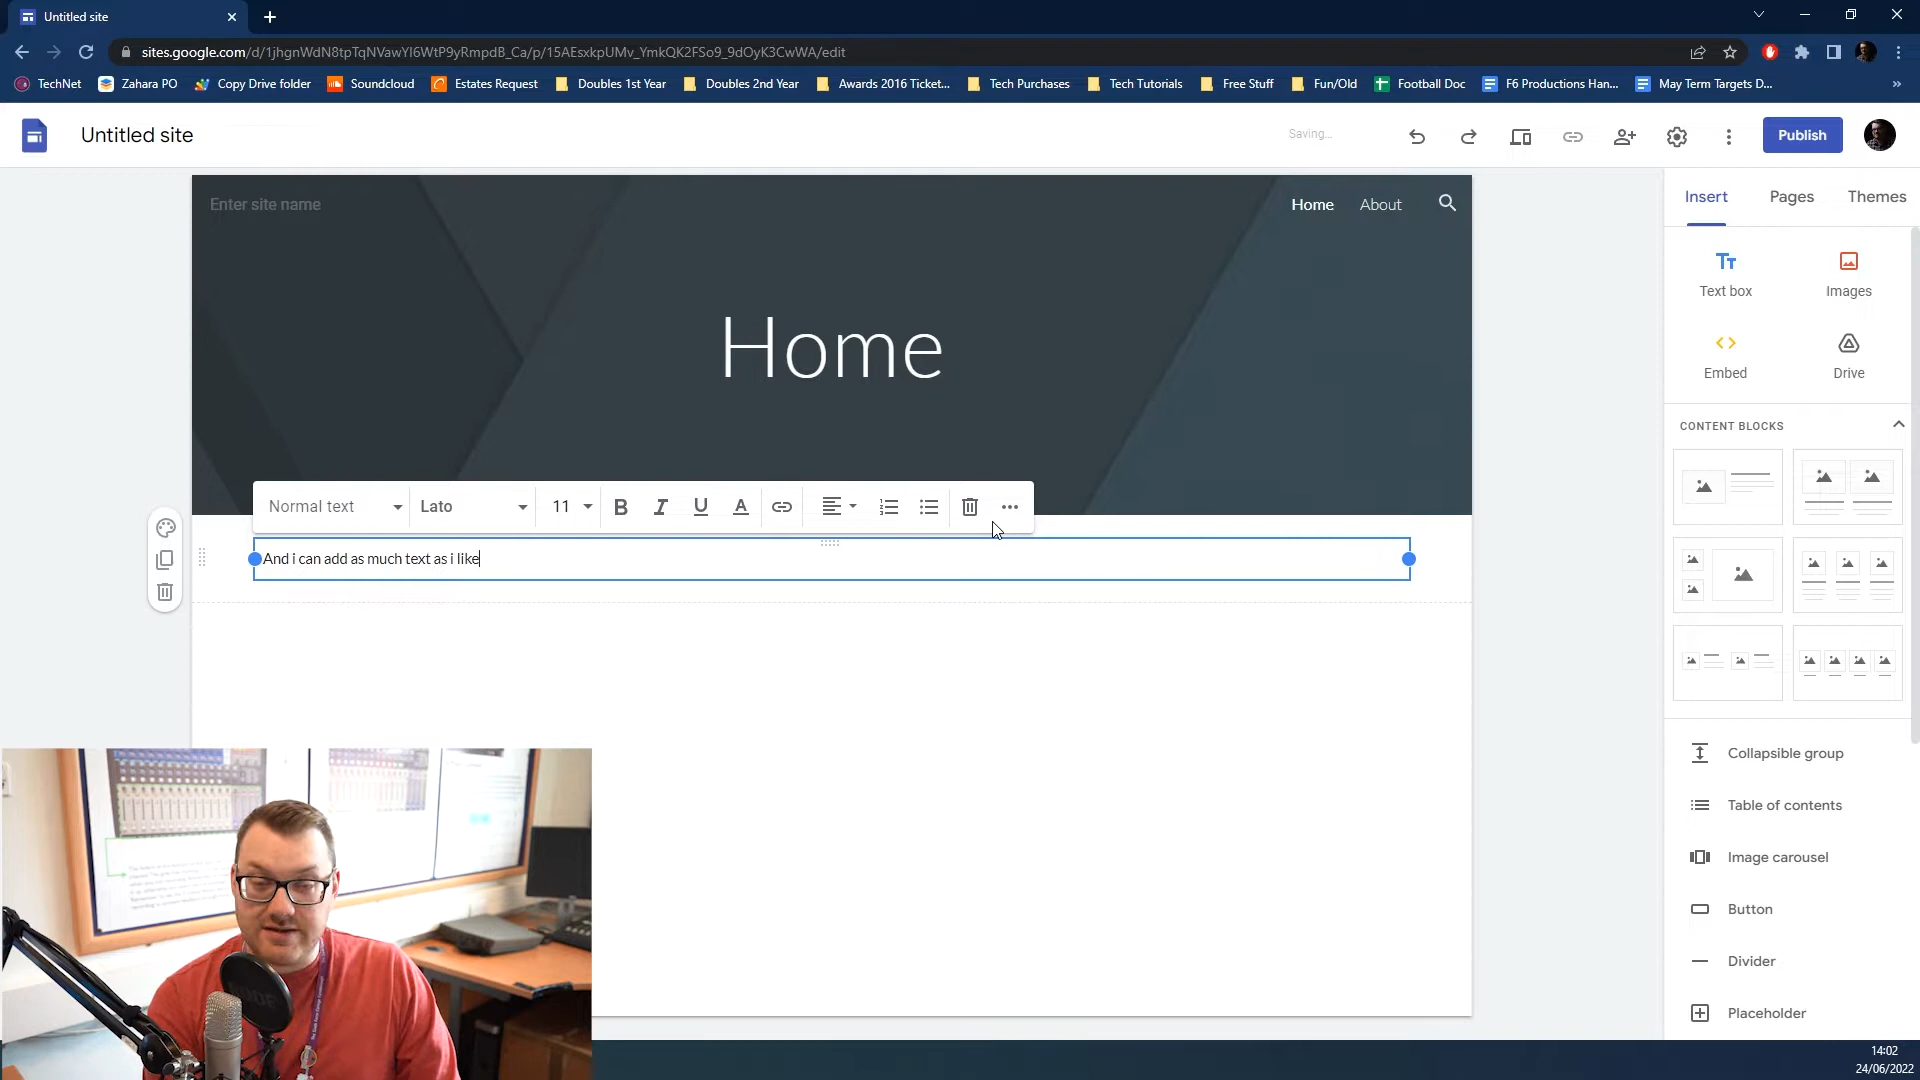 Untitled site
sites.google.com/d/1jhgnWdN8tpTqNVawYl6WtP9yRmpdB_Ca/p/15AEsxkpUMv_YmkQK2FSo9_9dOyK3CwWA/edit
TechNet Zahara PO Copy Drive folder Soundcloud Estates Request Doubles 1st Year Doubles 2nd Year Awards 2016 Ticket... Tech Purchases Tech Tutorials Free Stuff Fun/Old Football Doc F6 Productions Han... May Term Targets D... »
Untitled site Saving... Publish
Enter site name Home About
Insert Pages Themes
Home
Text box Images
Embed Drive
CONTENT BLOCKS
Normal text Lato 11 B I U A
And i can add as much text as i like
Collapsible group
Table of contents
Image carousel
Button
Divider
Placeholder
RODE
14:02
24/06/2022